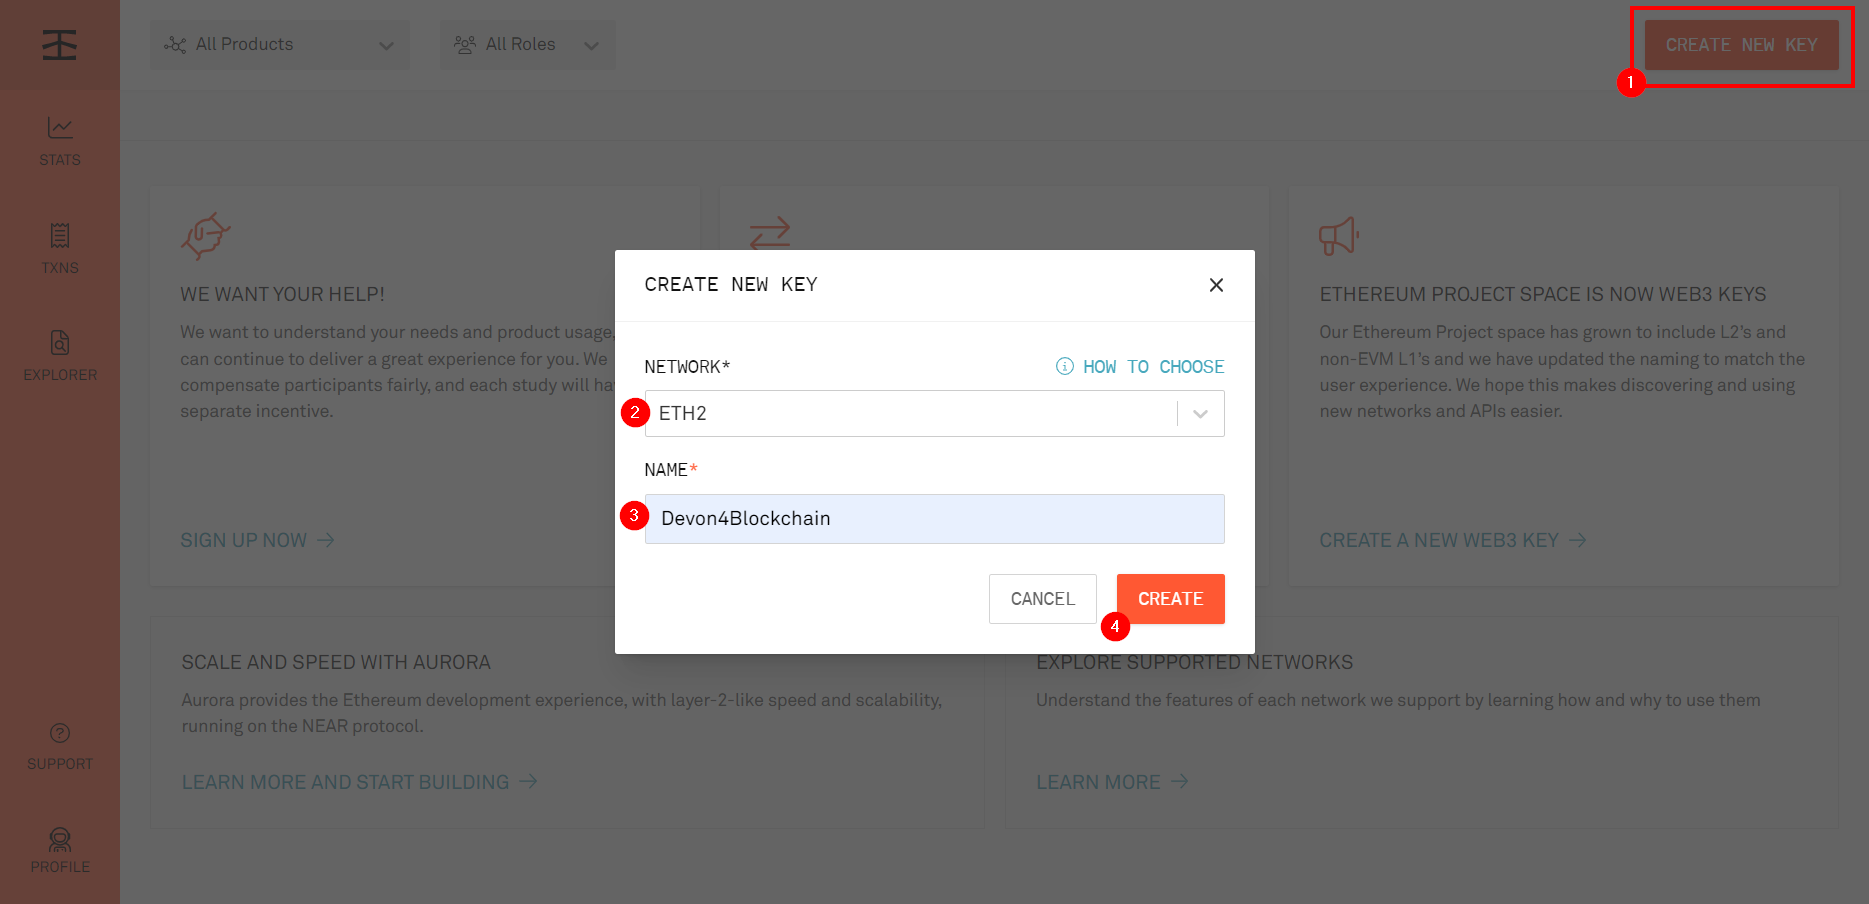 All Products
All Roles
CREATE NEW KEY
1
STATS
TXNS
EXPLORER
SUPPORT
PROFILE
WE WANT YOUR HELP!
We want to understand your needs and product usage,
can continue to deliver a great experience for you. We
compensate participants fairly, and each study will
separate incentive.
SIGN UP NOW →
ETHEREUM PROJECT SPACE IS NOW WEB3 KEYS
Our Ethereum Project space has grown to include L2's and
non-EVM L1's and we have updated the naming to match the
user experience. We hope this makes discovering and using
new networks and APIs easier.
CREATE A NEW WEB3 KEY →
CREATE NEW KEY
NETWORK*
HOW TO CHOOSE
2
ETH2
NAME*
3
Devon4Blockchain
CANCEL
CREATE
4
SCALE AND SPEED WITH AURORA
Aurora provides the Ethereum development experience, with layer-2-like speed and scalability,
running on the NEAR protocol.
LEARN MORE AND START BUILDING →
EXPLORE SUPPORTED NETWORKS
Understand the features of each network we support by learning how and why to use them
LEARN MORE →